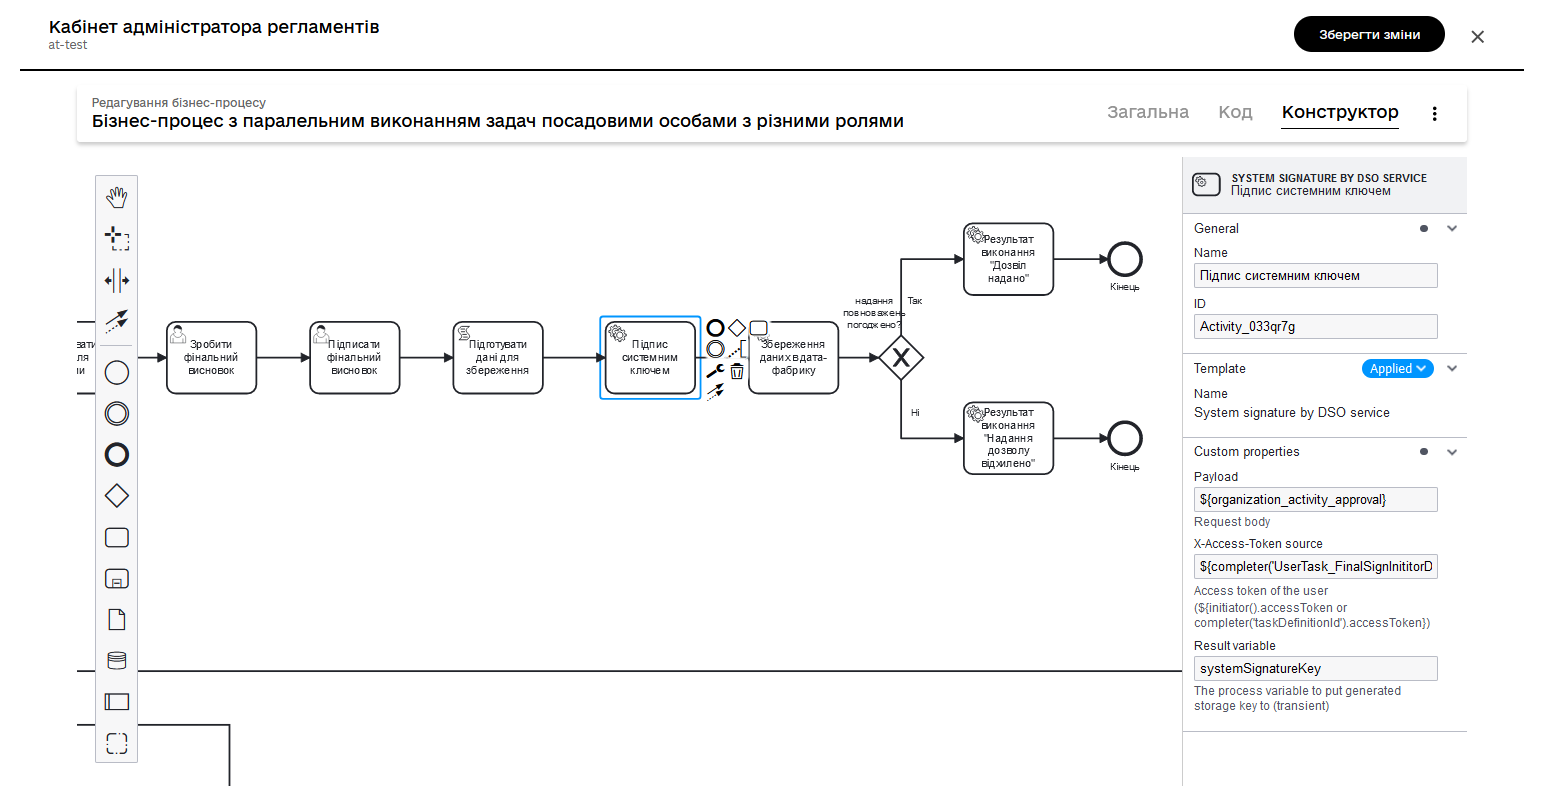 Кабінет адміністратора регламентів
at-test
Зберегти зміни
Редагування бізнес-процесу
Бізнес-процес з паралельним виконанням задач посадовими особами з різними ролями
Загальна
Код
Конструктор
Зробити
фінальний
висновок
Підписати
фінальний
висновок
Підготувати
дані для
збереження
Підпис
системним
ключем
Збереження
даних в дата-
фабрику
надання
повноважень
погоджено?
Так
Ні
Результат
виконання
"Дозвіл
надано"
Кінець
Результат
виконання
"Надання
дозволу
відхилено"
Кінець
SYSTEM SIGNATURE BY DSO SERVICE
Підпис системним ключем
General
Name
Підпис системним ключем
ID
Activity_033qr7g
Template
Applied
Name
System signature by DSO service
Custom properties
Payload
${organization_activity_approval}
Request body
X-Access-Token source
${completer('UserTask_FinalSignInititorD
Access token of the user
(${initiator().accessToken or
completer('taskDefinitionId').accessToken})
Result variable
systemSignatureKey
The process variable to put generated
storage key to (transient)